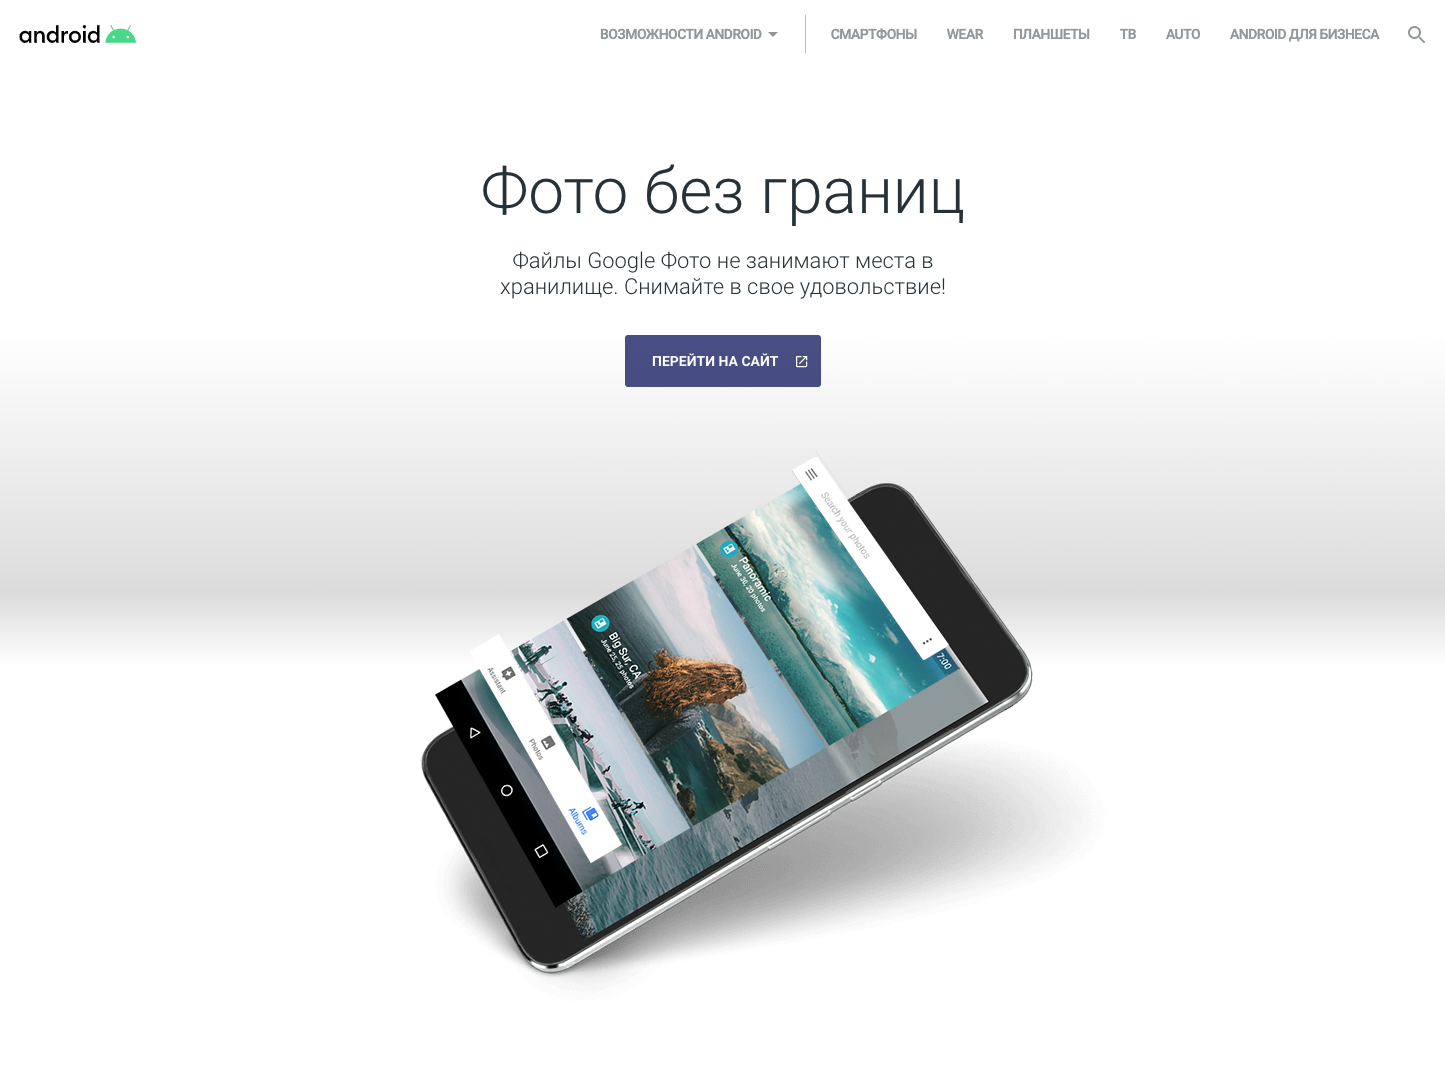 android
ВОЗМОЖНОСТИ ANDROID
СМАРТФОНЫ
WEAR
ПЛАНШЕТЫ
ТВ
AUTO
ANDROID ДЛЯ БИЗНЕСА
Фото без границ
Файлы Google Фото не занимают места в
хранилище. Снимайте в свое удовольствие!
ПЕРЕЙТИ НА САЙТ
Search your photos
7:00
Panoramic
June 30, 20 photos
Big Sur, CA
June 25, 25 photos
Assistant
Photos
Albums